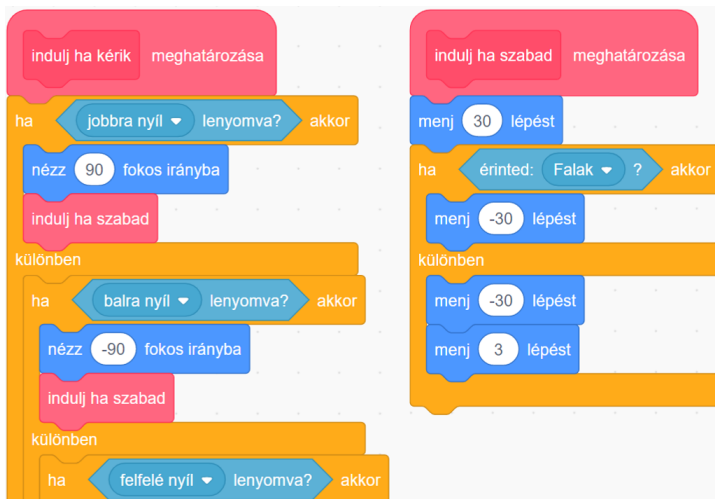 indulj ha kérik meghatározása
ha jobbra nyíl lenyomva? akkor
nézz 90 fokos irányba
indulj ha szabad
különben
ha balra nyíl lenyomva? akkor
nézz -90 fokos irányba
indulj ha szabad
különben
ha felfelé nyíl lenyomva? akkor
indulj ha szabad meghatározása
menj 30 lépést
ha érinted: Falak ? akkor
menj -30 lépést
különben
menj -30 lépést
menj 3 lépést